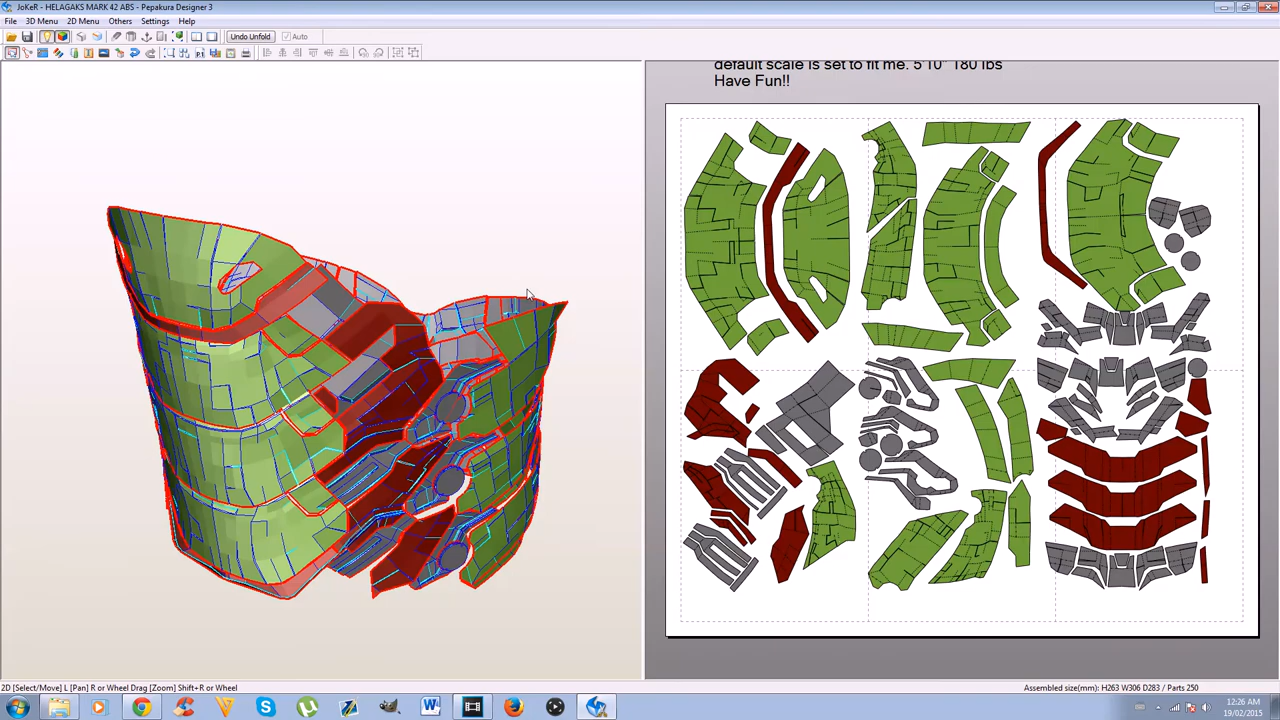 JoKeR - HELAGAKS MARK 42 ABS - Pepakura Designer 3
File 3D Menu 2D Menu Others Settings Help
Undo Unfold Auto
default scale is set to fit me. 5'10" 180 lbs
Have Fun!!
2D [Select/Move] L [Pan] R or Wheel Drag [Zoom] Shift+R or Wheel
Assembled size(mm): H263 W306 D283 / Parts 250
12:26 AM
19/02/2015